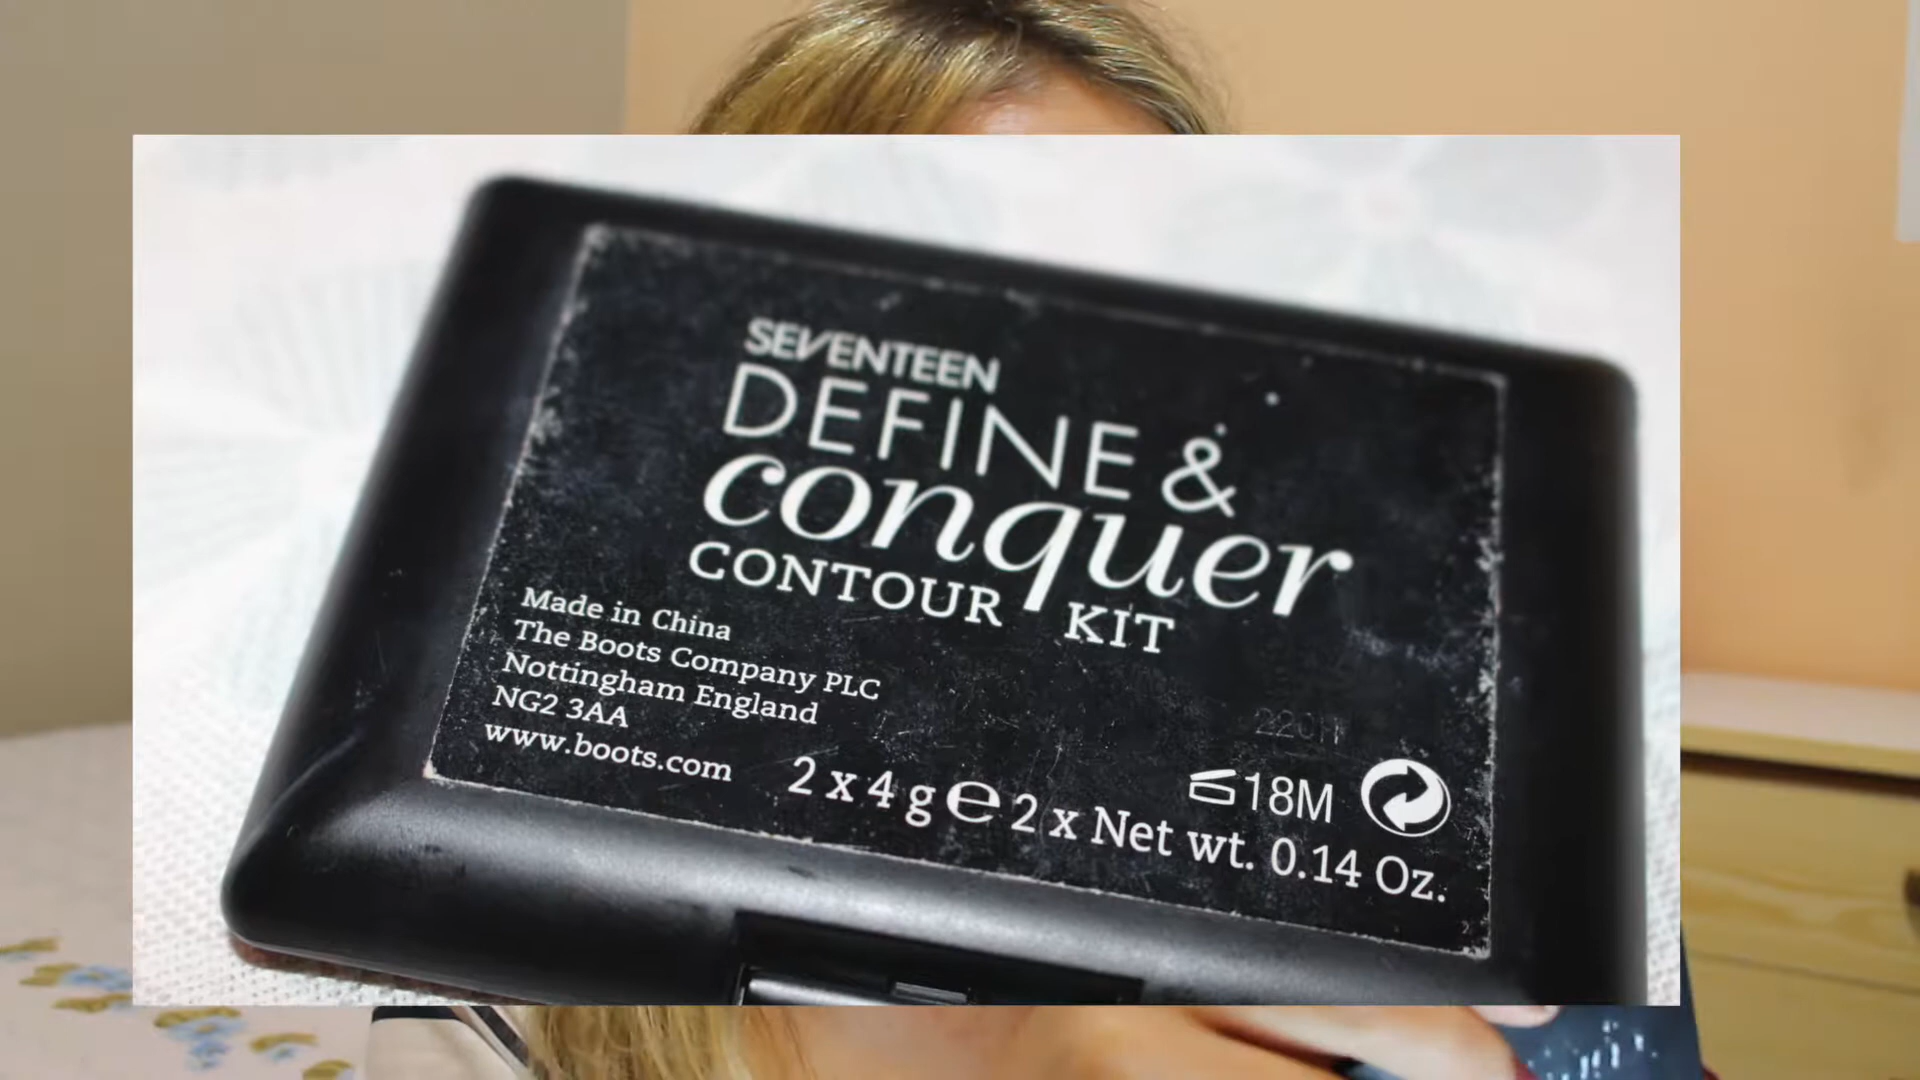 SEVENTEEN
DEFINE &
conquer
CONTOUR KIT
Made in China
The Boots Company PLC
Nottingham England
NG2 3AA
www.boots.com
18M
2 x 4 g ℮ 2 x Net wt. 0.14 Oz.